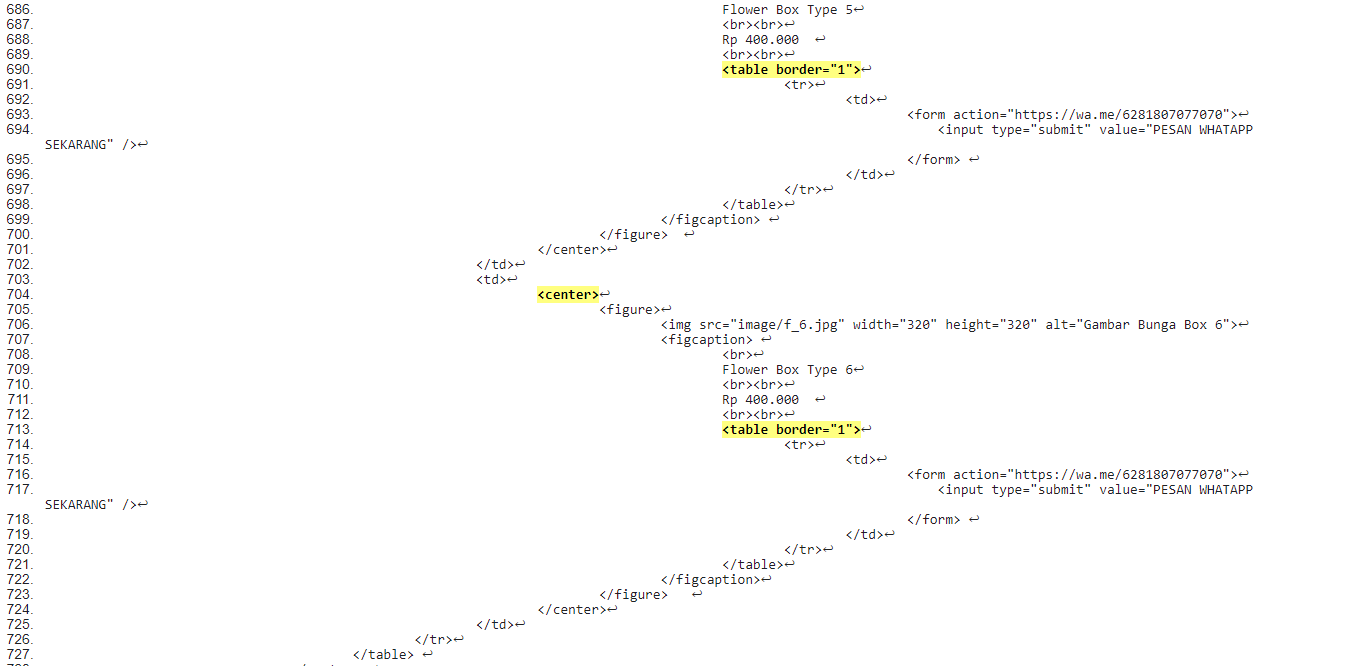 686. Flower Box Type 5↩
687. <br><br>↩
688. Rp 400.000 ↩
689. <br><br>↩
690. <table border="1">↩
691. <tr>↩
692. <td>↩
693. <form action="https://wa.me/6281807077070">↩
694. <input type="submit" value="PESAN WHATAPP
SEKARANG" />↩
695. </form> ↩
696. </td>↩
697. </tr>↩
698. </table>↩
699. </figcaption> ↩
700. </figure> ↩
701. </center>↩
702. </td>↩
703. <td>↩
704. <center>↩
705. <figure>↩
706. <img src="image/f_6.jpg" width="320" height="320" alt="Gambar Bunga Box 6">↩
707. <figcaption> ↩
708. <br>↩
709. Flower Box Type 6↩
710. <br><br>↩
711. Rp 400.000 ↩
712. <br><br>↩
713. <table border="1">↩
714. <tr>↩
715. <td>↩
716. <form action="https://wa.me/6281807077070">↩
717. <input type="submit" value="PESAN WHATAPP
SEKARANG" />↩
718. </form> ↩
719. </td>↩
720. </tr>↩
721. </table>↩
722. </figcaption>↩
723. </figure> ↩
724. </center>↩
725. </td>↩
726. </tr>↩
727. </table> ↩